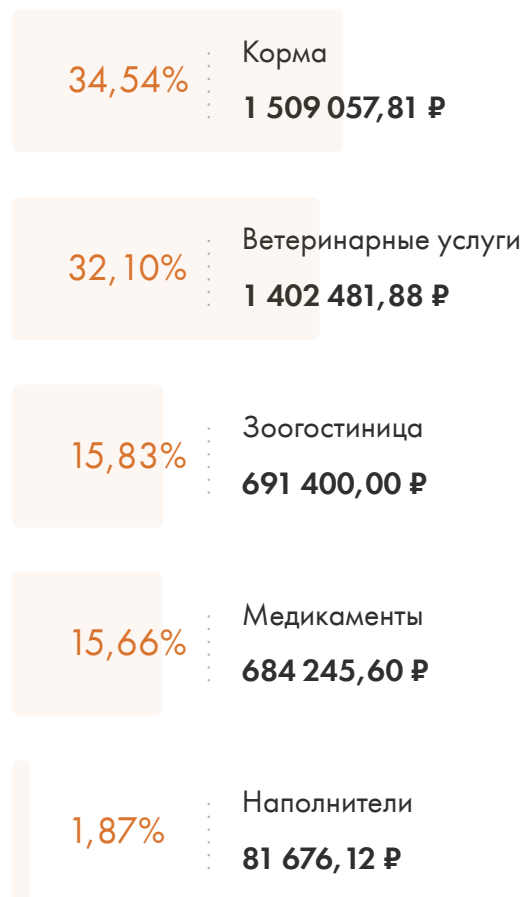 34,54%
Корма
1 509 057,81 ₽
32,10%
Ветеринарные услуги
1 402 481,88 ₽
15,83%
Зоогостиница
691 400,00 ₽
15,66%
Медикаменты
684 245,60 ₽
1,87%
Наполнители
81 676,12 ₽